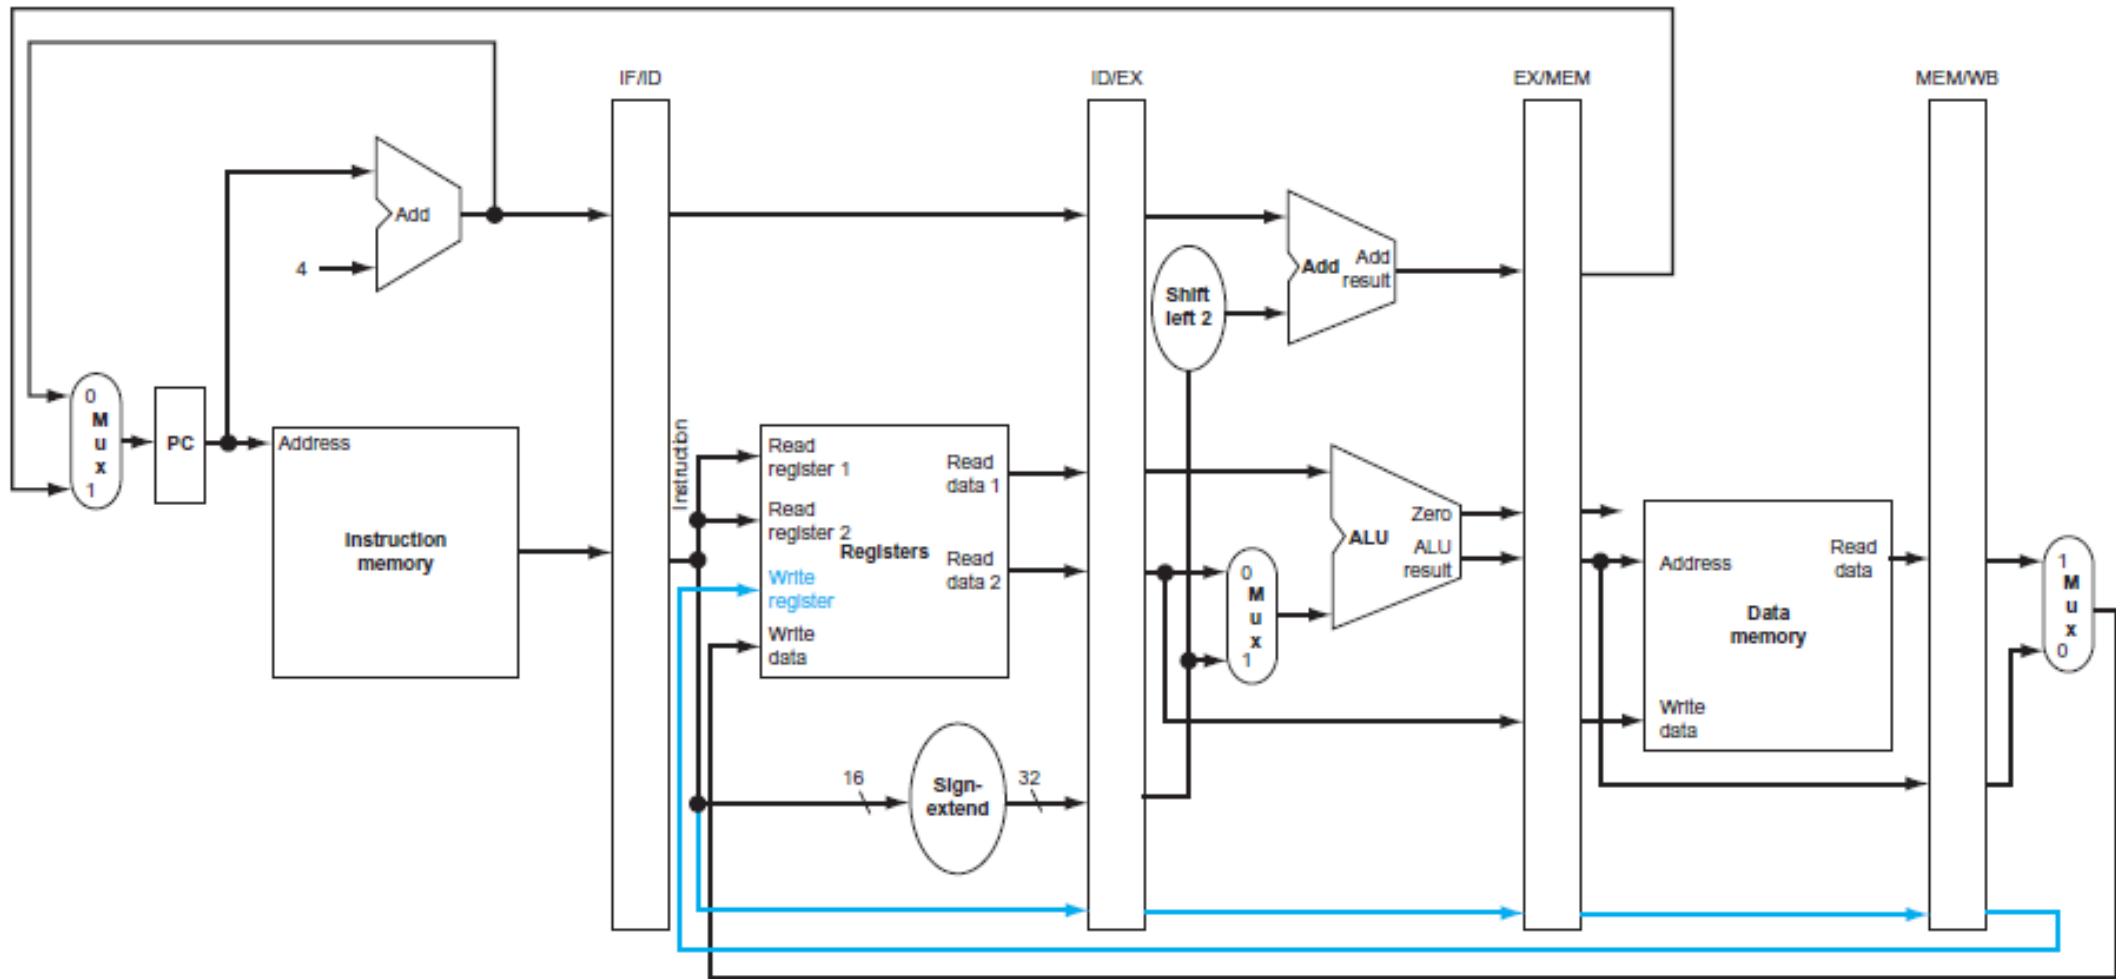 IF/ID
ID/EX
EX/MEM
MEM/WB
Add
4
Add
Add
result
Shift
left 2
0
M
u
x
1
PC
Address
Instruction
memory
Instruction
Read
register 1
Read
register 2
Write
register
Write
data
Registers
Read
data 1
Read
data 2
16
Sign-
extend
32
0
M
u
x
1
ALU
Zero
ALU
result
Address
Data
memory
Write
data
Read
data
1
M
u
x
0